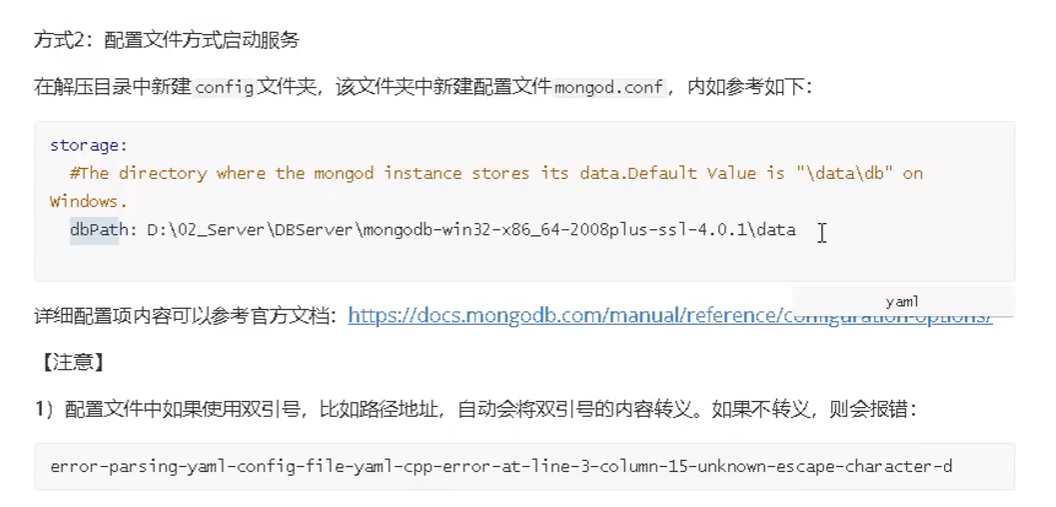 方式2：配置文件方式启动服务
在解压目录中新建config文件夹，该文件夹中新建配置文件mongod.conf，内如参考如下：
storage:
#The directory where the mongod instance stores its data.Default Value is "\data\db" on
Windows.
dbPath: D:\02_Server\DBServer\mongodb-win32-x86_64-2008plus-ssl-4.0.1\data
yaml
详细配置项内容可以参考官方文档：https://docs.mongodb.com/manual/reference/configuration-options/
【注意】
1）配置文件中如果使用双引号，比如路径地址，自动会将双引号的内容转义。如果不转义，则会报错：
error-parsing-yaml-config-file-yaml-cpp-error-at-line-3-column-15-unknown-escape-character-d